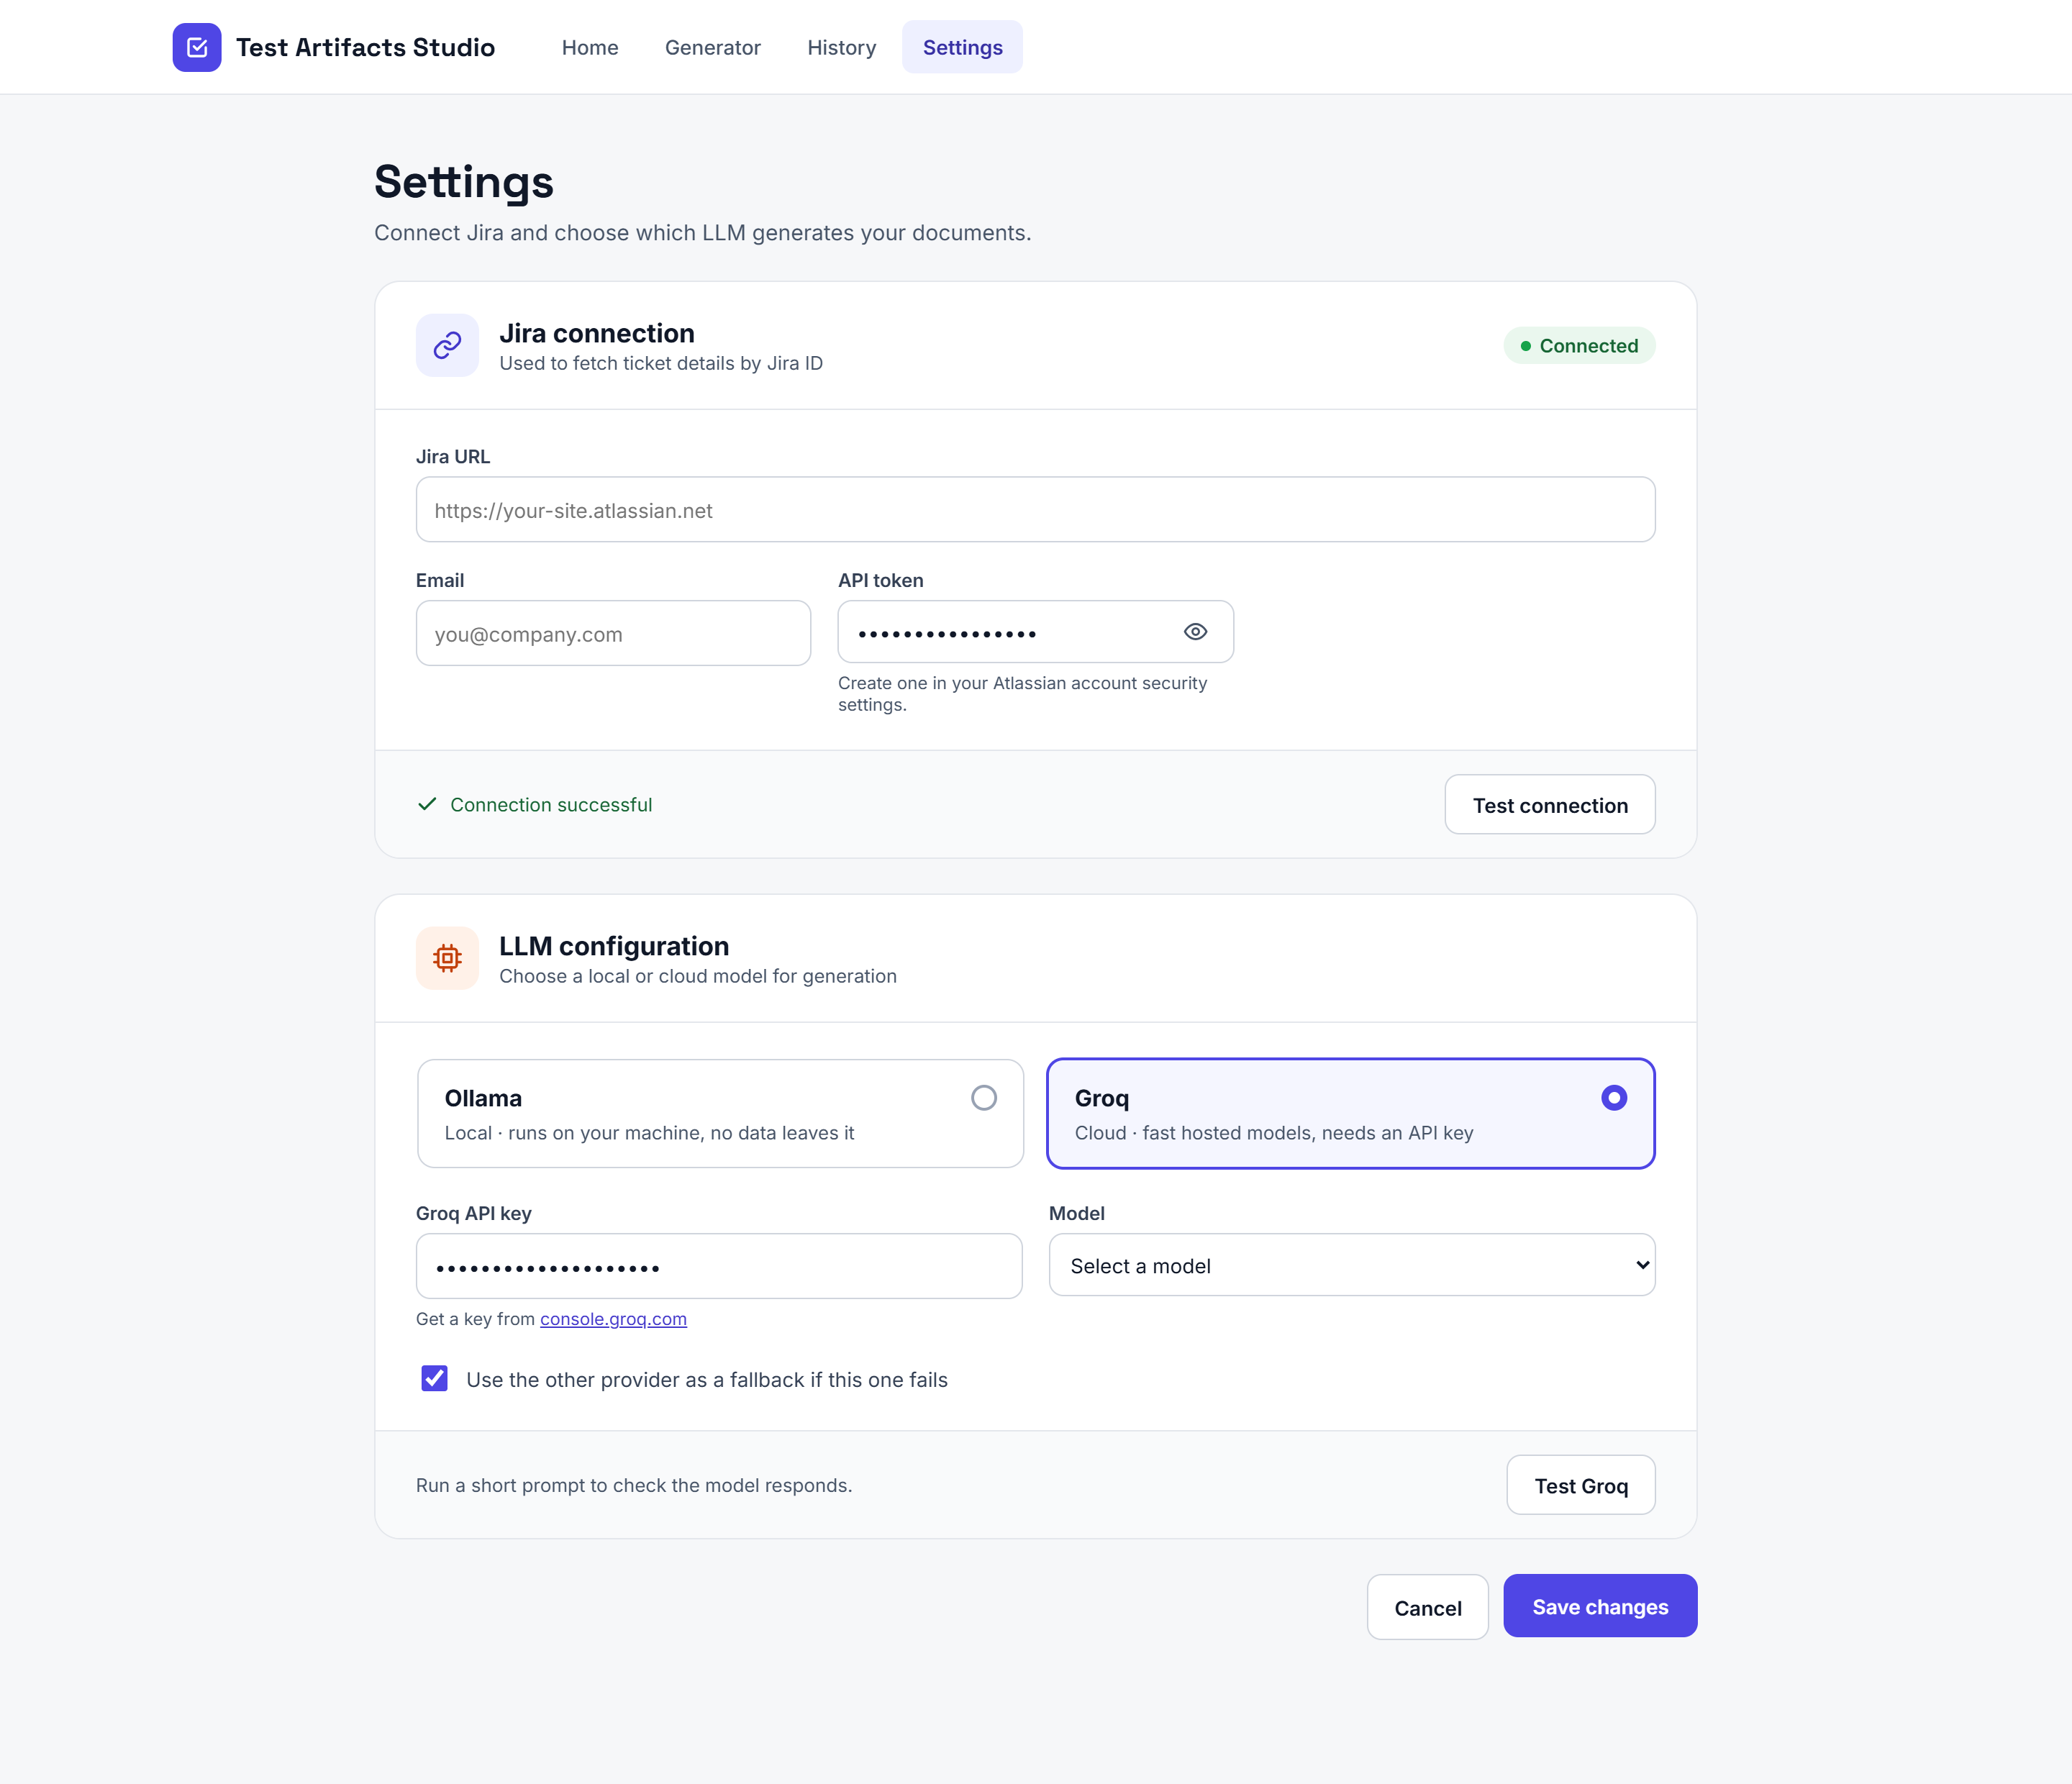 Test Artifacts Studio
Home
Generator
History
Settings
Settings
Connect Jira and choose which LLM generates your documents.
Jira connection
Used to fetch ticket details by Jira ID
Connected
Jira URL
https://your-site.atlassian.net
Email
API token
you@company.com
••••••••••••••••
Create one in your Atlassian account security
settings.
Connection successful
Test connection
LLM configuration
Choose a local or cloud model for generation
Ollama
Local · runs on your machine, no data leaves it
Groq
Cloud · fast hosted models, needs an API key
Groq API key
Model
••••••••••••••••••••
Select a model
Get a key from console.groq.com
Use the other provider as a fallback if this one fails
Run a short prompt to check the model responds.
Test Groq
Cancel
Save changes